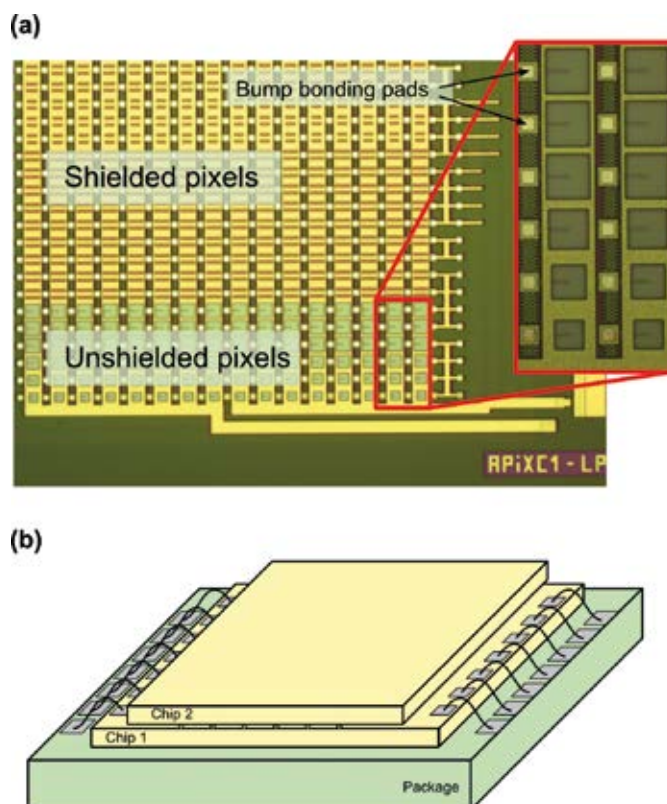 (a)
Bump bonding pads
Shielded pixels
Unshielded pixels
APiXC1-LP
(b)
Chip 2
Chip 1
Package